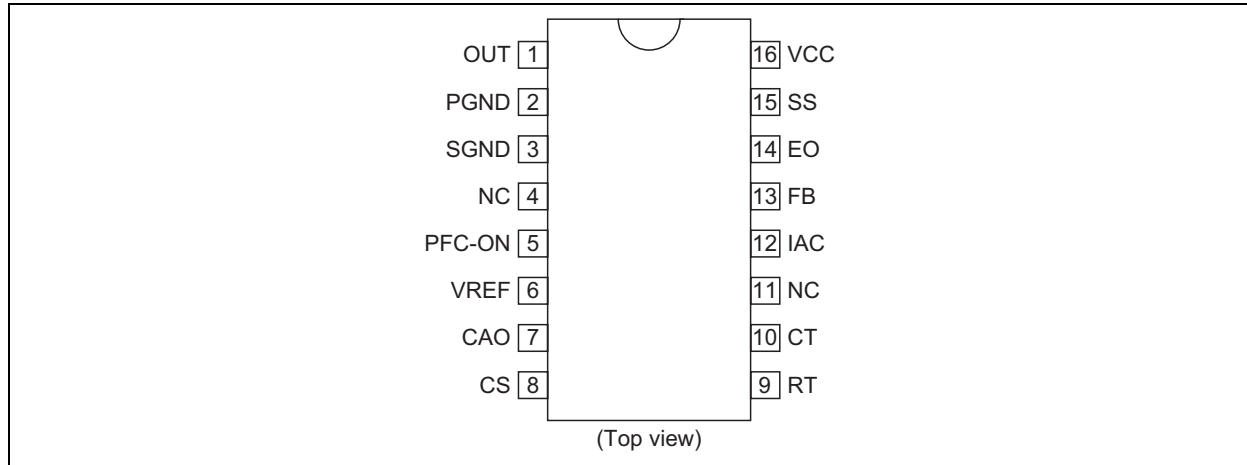 OUT 1 16 VCC
PGND 2 15 SS
SGND 3 14 EO
NC 4 13 FB
PFC-ON 5 12 IAC
VREF 6 11 NC
CAO 7 10 CT
CS 8 9 RT
(Top view)